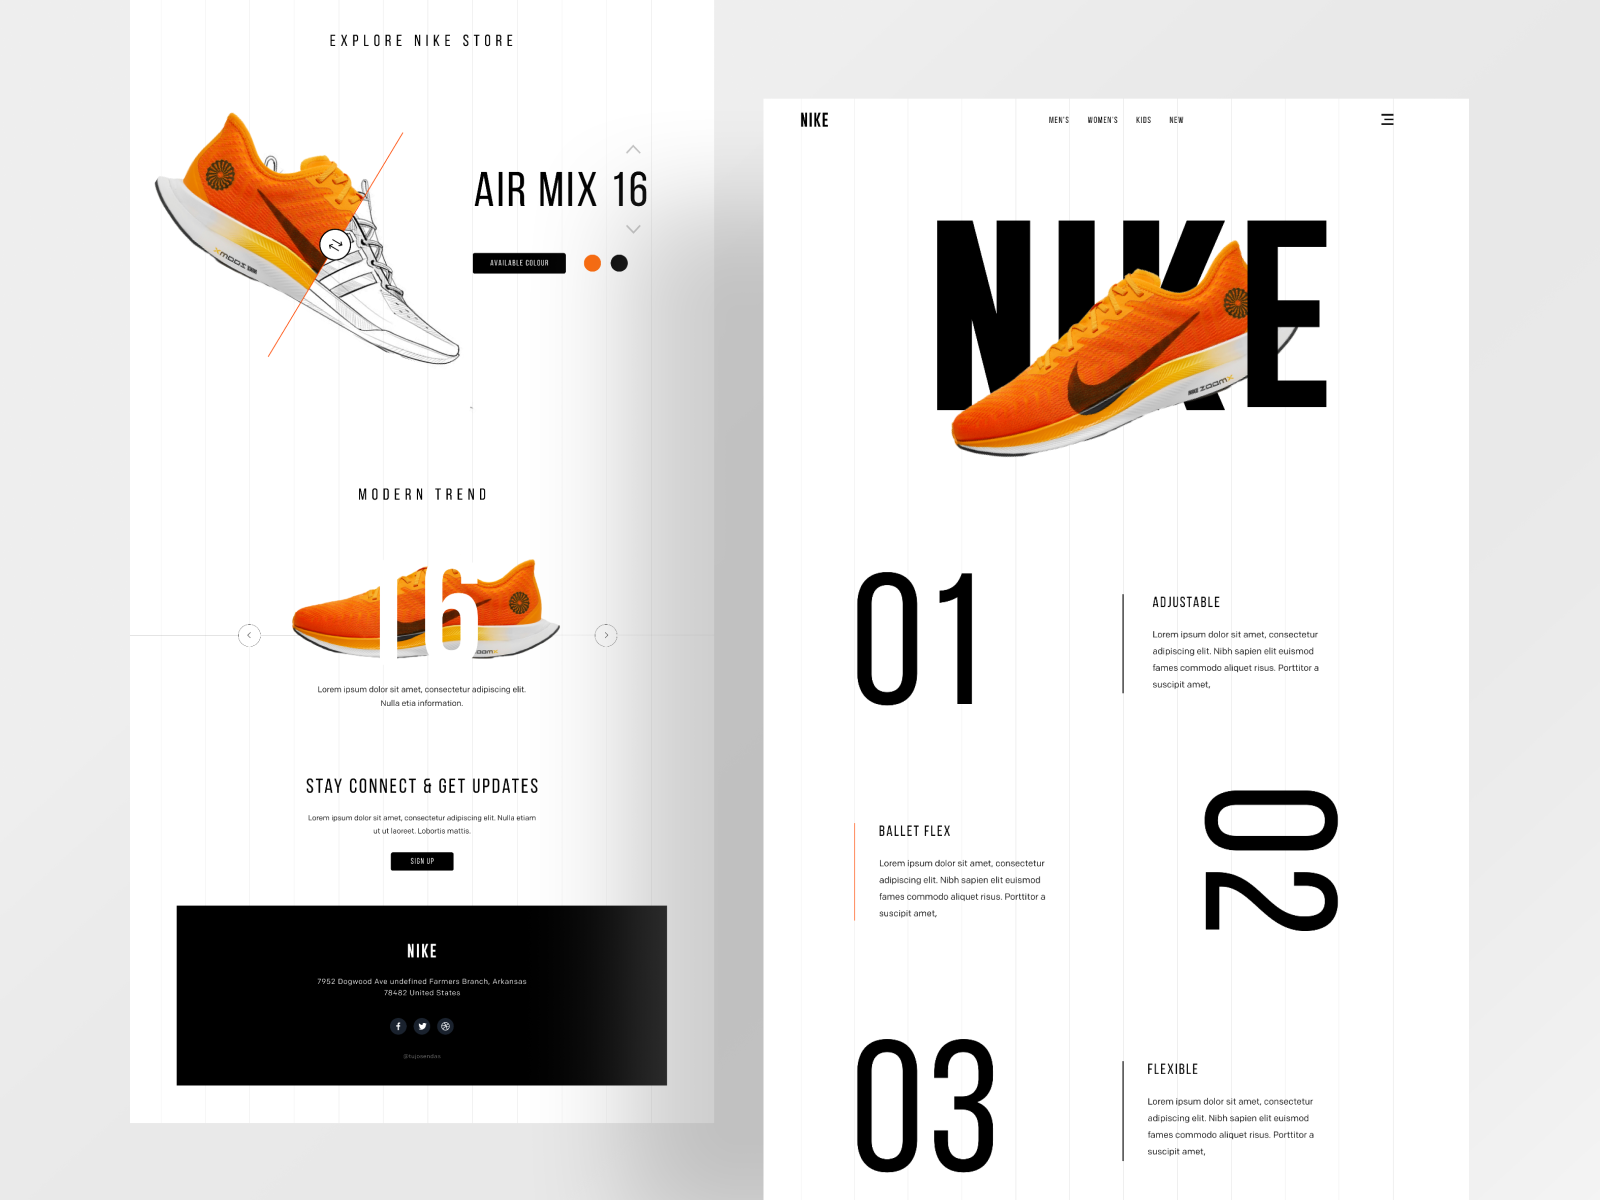 EXPLORE NIKE STORE
AIR MIX 16
AVAILABLE COLOUR
MODERN TREND
16
Lorem ipsum dolor sit amet, consectetur adipiscing elit.
Nulla etia information.
STAY CONNECT & GET UPDATES
Lorem ipsum dolor sit amet, consectetur adipiscing elit. Nulla etiam
ut ut laoreet. Lobortis mattis.
SIGN UP
NIKE
7952 Dogwood Ave undefined Farmers Branch, Arkansas
78482 United States
NIKE
MEN'S WOMEN'S KIDS NEW
NIKE
ZOOMX
01
ADJUSTABLE
Lorem ipsum dolor sit amet, consectetur
adipiscing elit. Nibh sapien elit euismod
fames commodo aliquet risus. Porttitor a
suscipit amet,
BALLET FLEX
Lorem ipsum dolor sit amet, consectetur
adipiscing elit. Nibh sapien elit euismod
fames commodo aliquet risus. Porttitor a
suscipit amet,
02
03
FLEXIBLE
Lorem ipsum dolor sit amet, consectetur
adipiscing elit. Nibh sapien elit euismod
fames commodo aliquet risus. Porttitor a
suscipit amet,